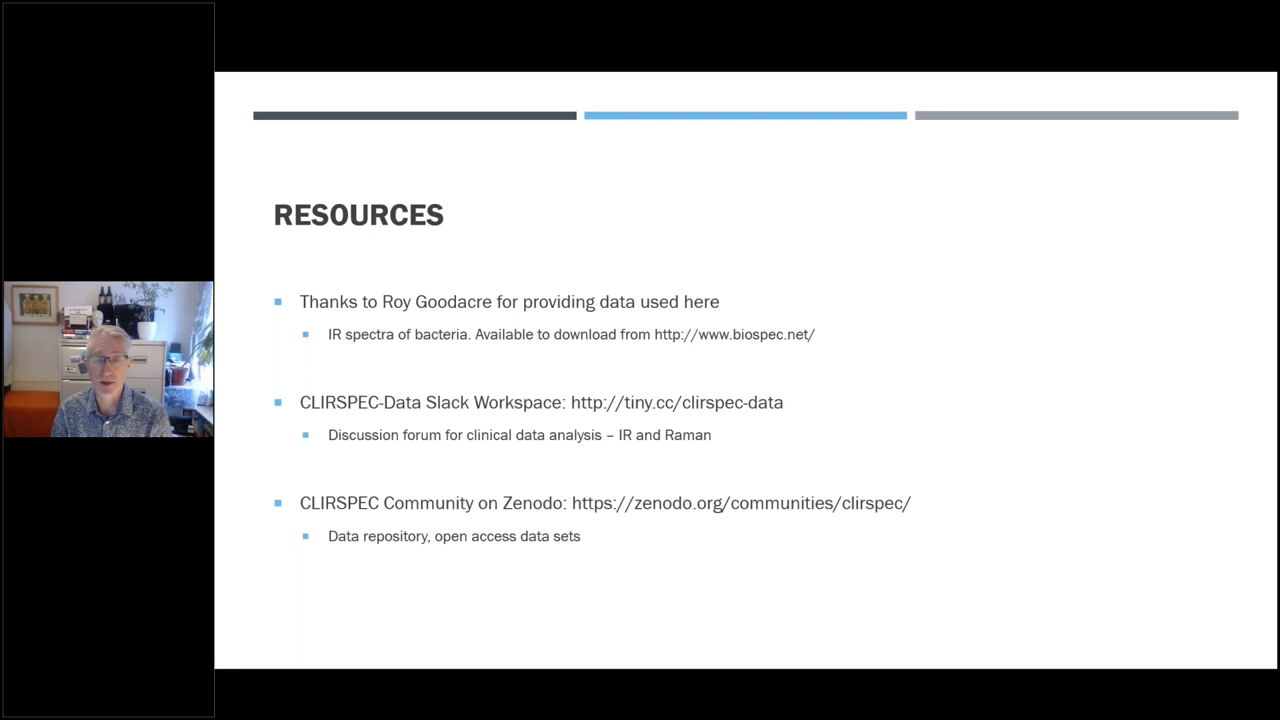 RESOURCES
Thanks to Roy Goodacre for providing data used here
IR spectra of bacteria. Available to download from http://www.biospec.net/
CLIRSPEC-Data Slack Workspace: http://tiny.cc/clirspec-data
Discussion forum for clinical data analysis – IR and Raman
CLIRSPEC Community on Zenodo: https://zenodo.org/communities/clirspec/
Data repository, open access data sets